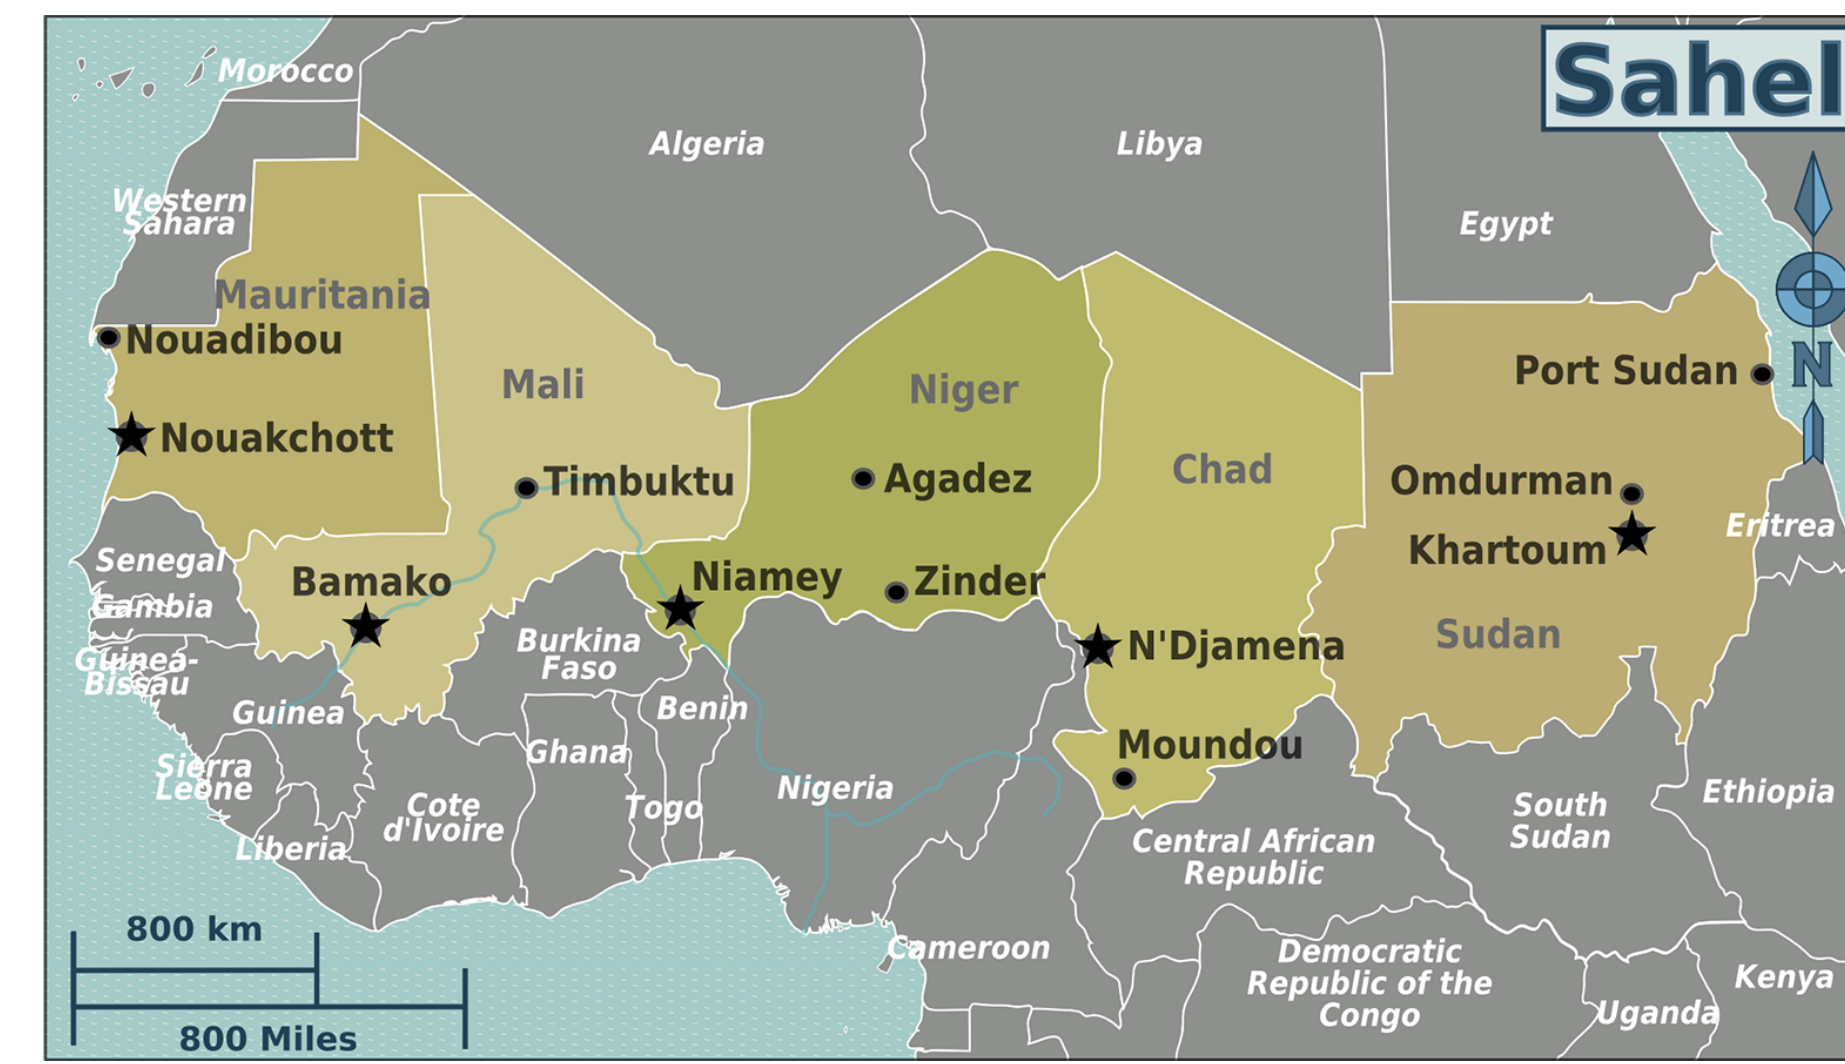 Sahel
Morocco
Algeria
Libya
Western
Sahara
Egypt
Mauritania
Nouadibou
N
Port Sudan
Mali
Niger
Nouakchott
Chad
Timbuktu
Agadez
Omdurman
Eritrea
Khartoum
Senegal
Bamako
Niamey
Zinder
Gambia
Sudan
Burkina
Faso
N'Djamena
Guinea-
Bissau
Guinea
Benin
Ghana
Moundou
Sierra
Leone
Nigeria
Ethiopia
Togo
Cote
d'Ivoire
South
Sudan
Liberia
Central African
Republic
800 km
Cameroon
Democratic
Republic of the
Congo
Kenya
Uganda
800 Miles